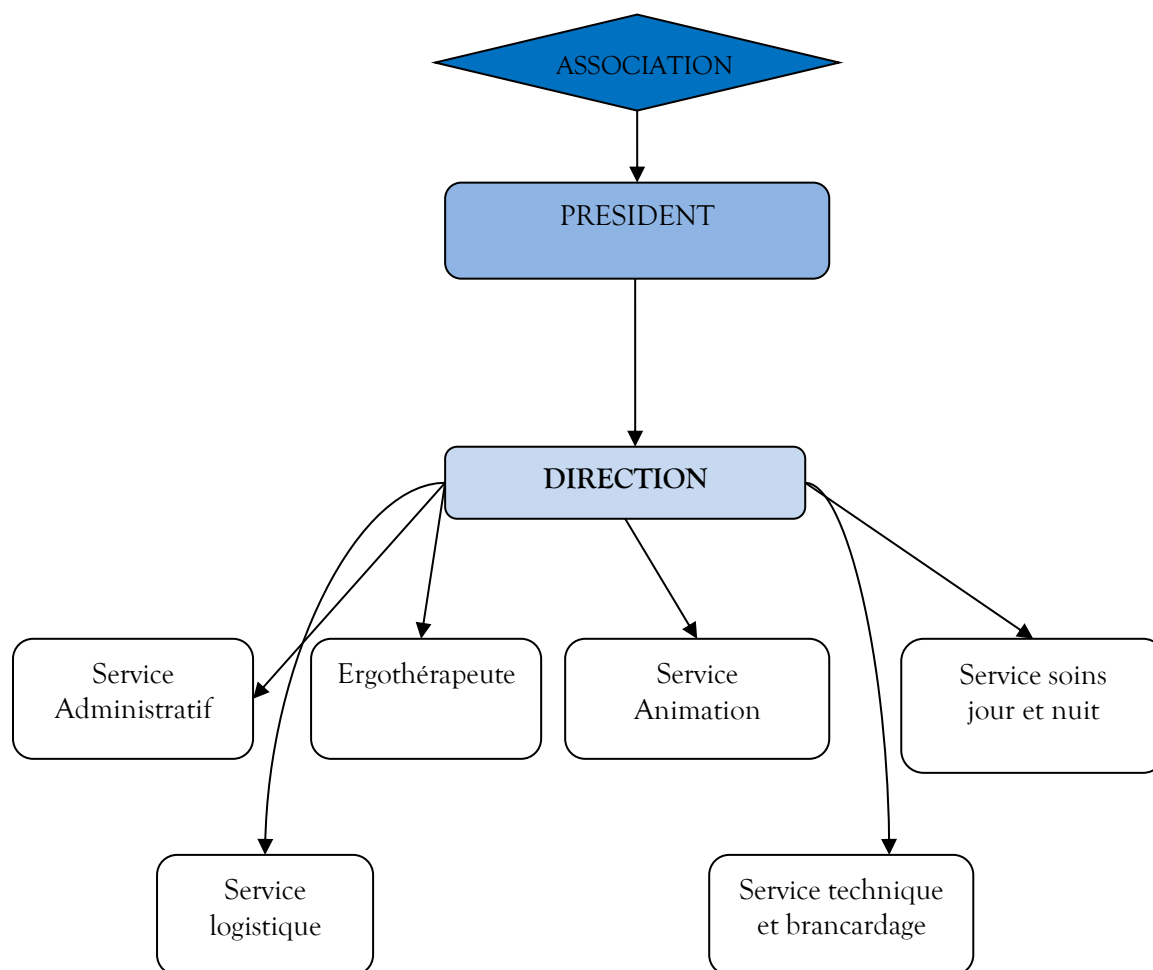 ASSOCIATION
PRESIDENT
DIRECTION
Service
Administratif
Ergothérapeute
Service
Animation
Service soins
jour et nuit
Service
logistique
Service technique
et brancardage